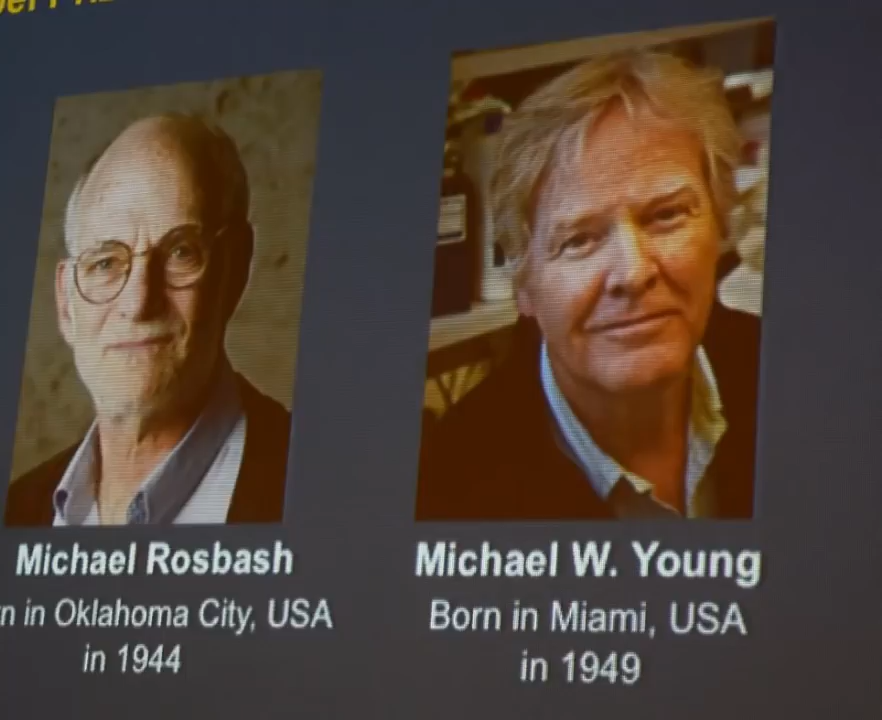 Michael Rosbash
in Oklahoma City, USA
in 1944
Michael W. Young
Born in Miami, USA
in 1949